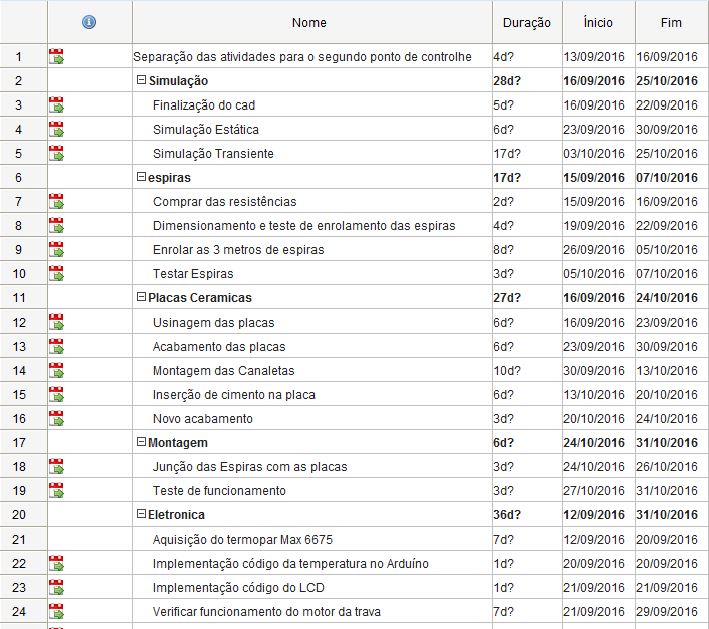 Nome Duração Ínicio Fim
1 Separação das atividades para o segundo ponto de controlhe 4d? 13/09/2016 16/09/2016
2 Simulação 28d? 16/09/2016 25/10/2016
3 Finalização do cad 5d? 16/09/2016 22/09/2016
4 Simulação Estática 6d? 23/09/2016 30/09/2016
5 Simulação Transiente 17d? 03/10/2016 25/10/2016
6 espiras 17d? 15/09/2016 07/10/2016
7 Comprar das resistências 2d? 15/09/2016 16/09/2016
8 Dimensionamento e teste de enrolamento das espiras 4d? 19/09/2016 22/09/2016
9 Enrolar as 3 metros de espiras 8d? 26/09/2016 05/10/2016
10 Testar Espiras 3d? 05/10/2016 07/10/2016
11 Placas Ceramicas 27d? 16/09/2016 24/10/2016
12 Usinagem das placas 6d? 16/09/2016 23/09/2016
13 Acabamento das placas 6d? 23/09/2016 30/09/2016
14 Montagem das Canaletas 10d? 30/09/2016 13/10/2016
15 Inserção de cimento na placa 6d? 13/10/2016 20/10/2016
16 Novo acabamento 3d? 20/10/2016 24/10/2016
17 Montagem 6d? 24/10/2016 31/10/2016
18 Junção das Espiras com as placas 3d? 24/10/2016 26/10/2016
19 Teste de funcionamento 3d? 27/10/2016 31/10/2016
20 Eletronica 36d? 12/09/2016 31/10/2016
21 Aquisição do termopar Max 6675 7d? 12/09/2016 20/09/2016
22 Implementação código da temperatura no Arduíno 1d? 20/09/2016 20/09/2016
23 Implementação código do LCD 1d? 21/09/2016 21/09/2016
24 Verificar funcionamento do motor da trava 7d? 21/09/2016 29/09/2016